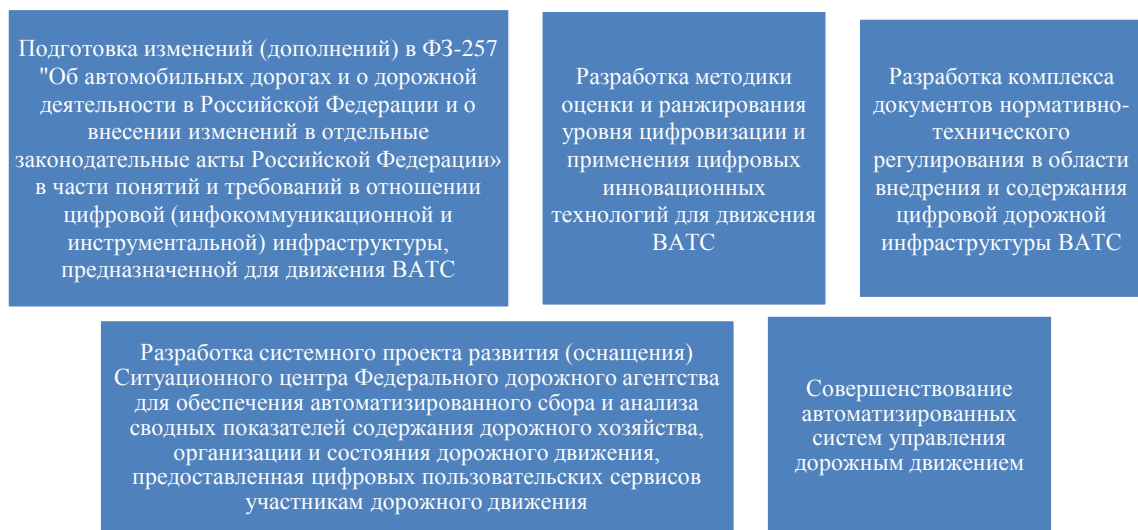 Подготовка изменений (дополнений) в ФЗ-257
"Об автомобильных дорогах и о дорожной
деятельности в Российской Федерации и о
внесении изменений в отдельные
законодательные акты Российской Федерации»
в части понятий и требований в отношении
цифровой (инфокоммуникационной и
инструментальной) инфраструктуры,
предназначенной для движения ВАТС
Разработка методики
оценки и ранжирования
уровня цифровизации и
применения цифровых
инновационных
технологий для движения
ВАТС
Разработка комплекса
документов нормативно-
технического
регулирования в области
внедрения и содержания
цифровой дорожной
инфраструктуры ВАТС
Разработка системного проекта развития (оснащения)
Ситуационного центра Федерального дорожного агентства
для обеспечения автоматизированного сбора и анализа
сводных показателей содержания дорожного хозяйства,
организации и состояния дорожного движения,
предоставленная цифровых пользовательских сервисов
участникам дорожного движения
Совершенствование
автоматизированных
систем управления
дорожным движением